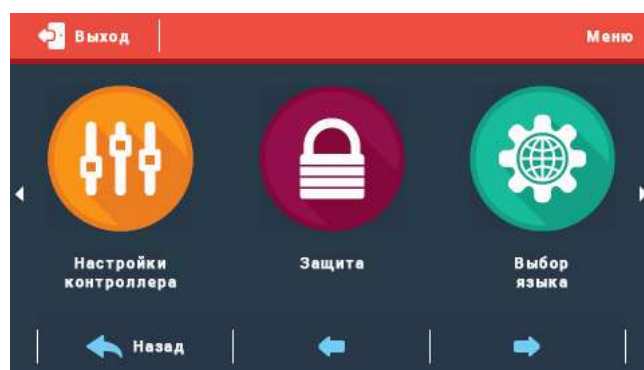 Выход
Меню
Настройки
контроллера
Защита
Выбор
языка
Назад